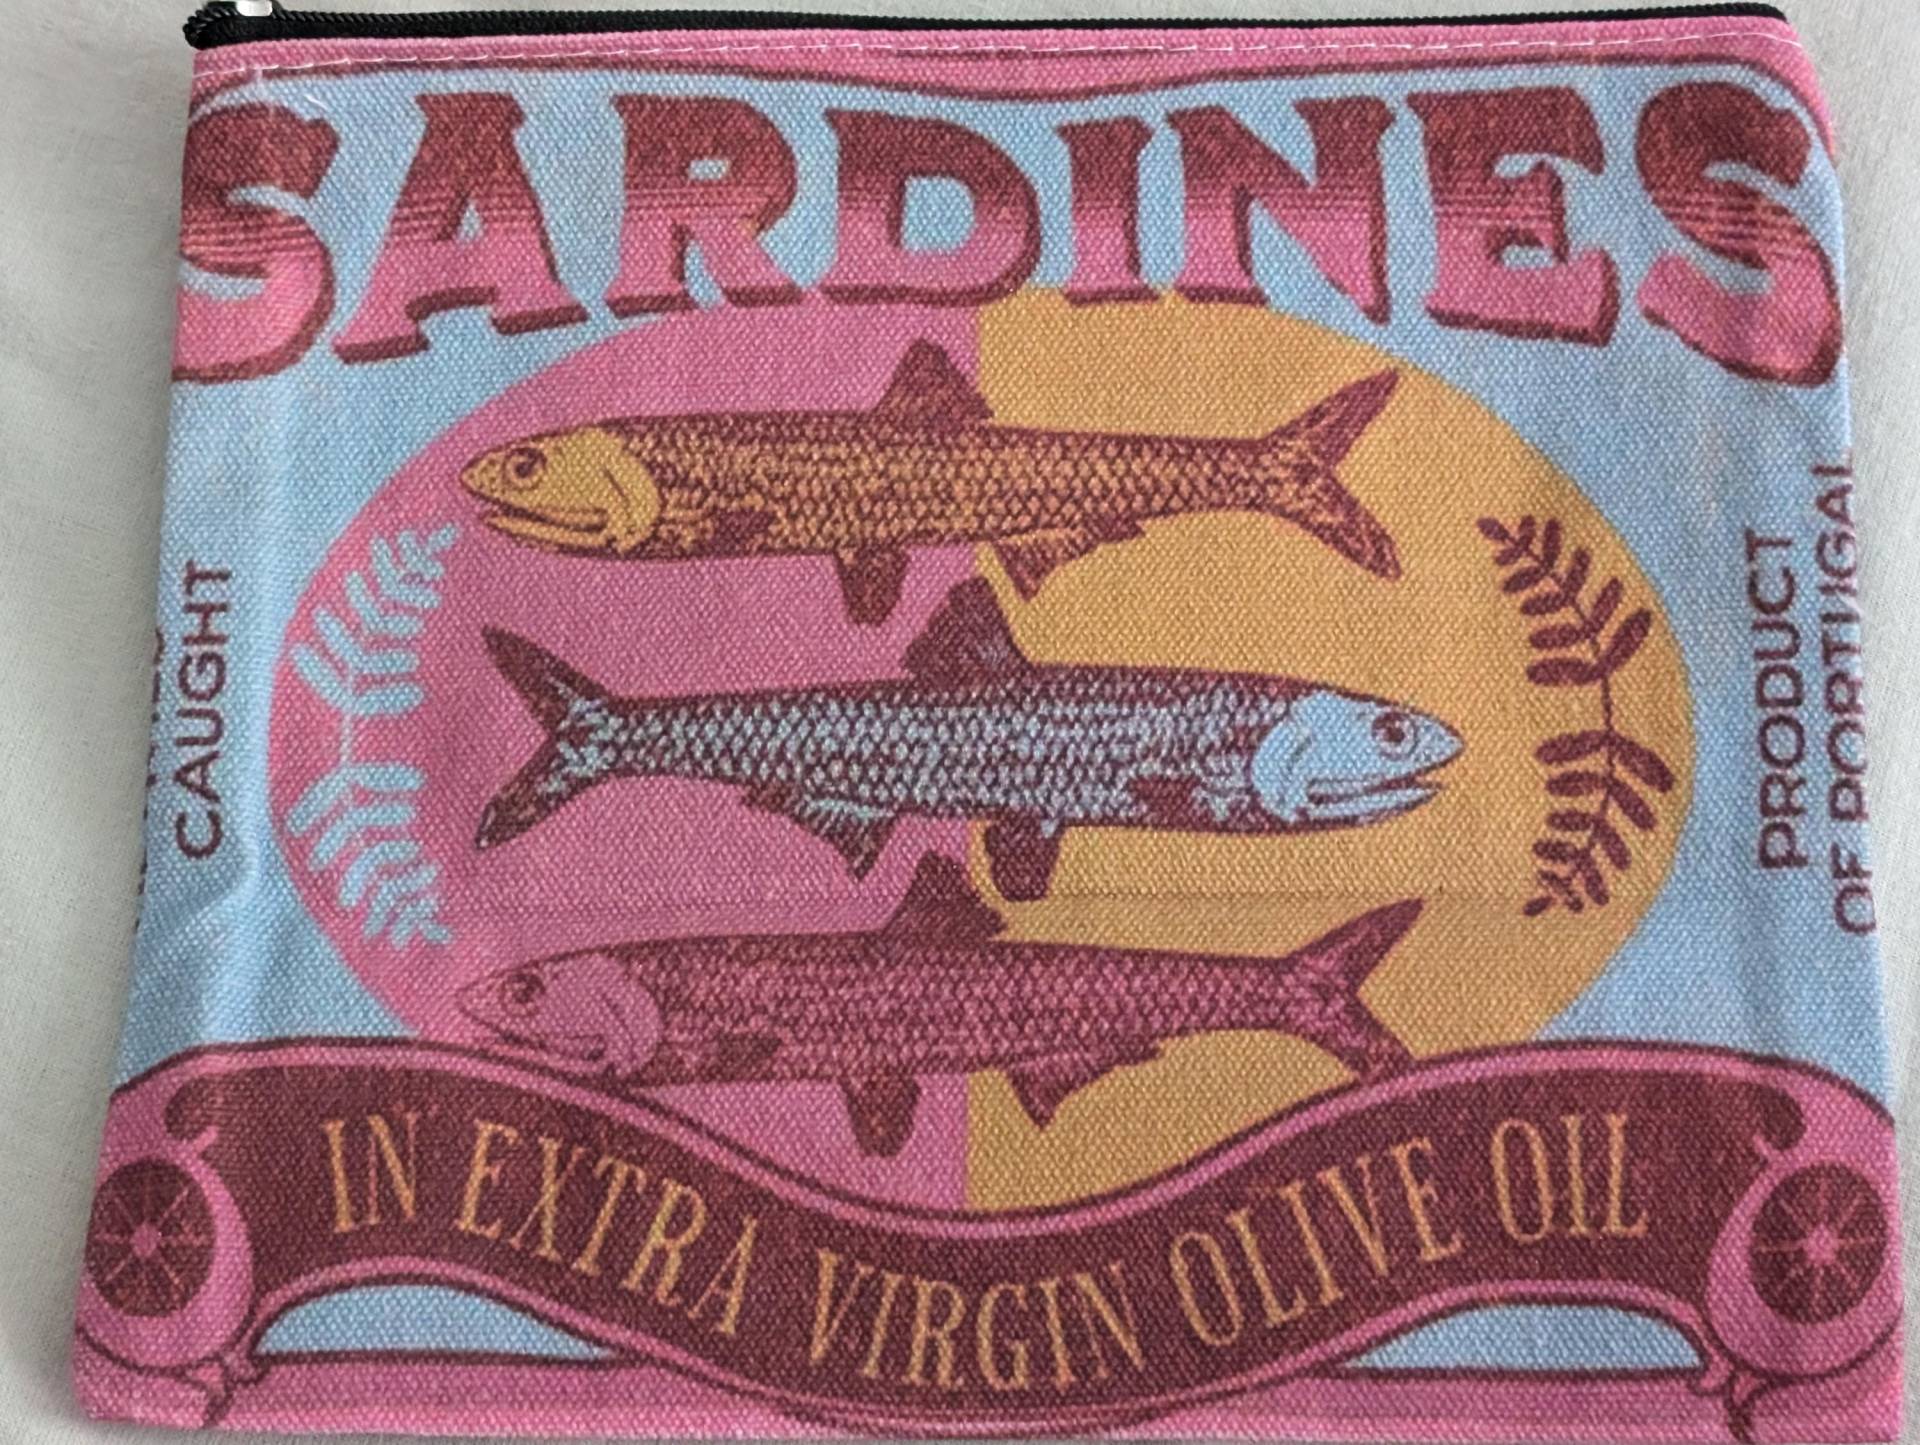 SARDINES
CAUGHT
PRODUCT
OF PORTUGAL
IN EXTRA VIRGIN OLIVE OIL